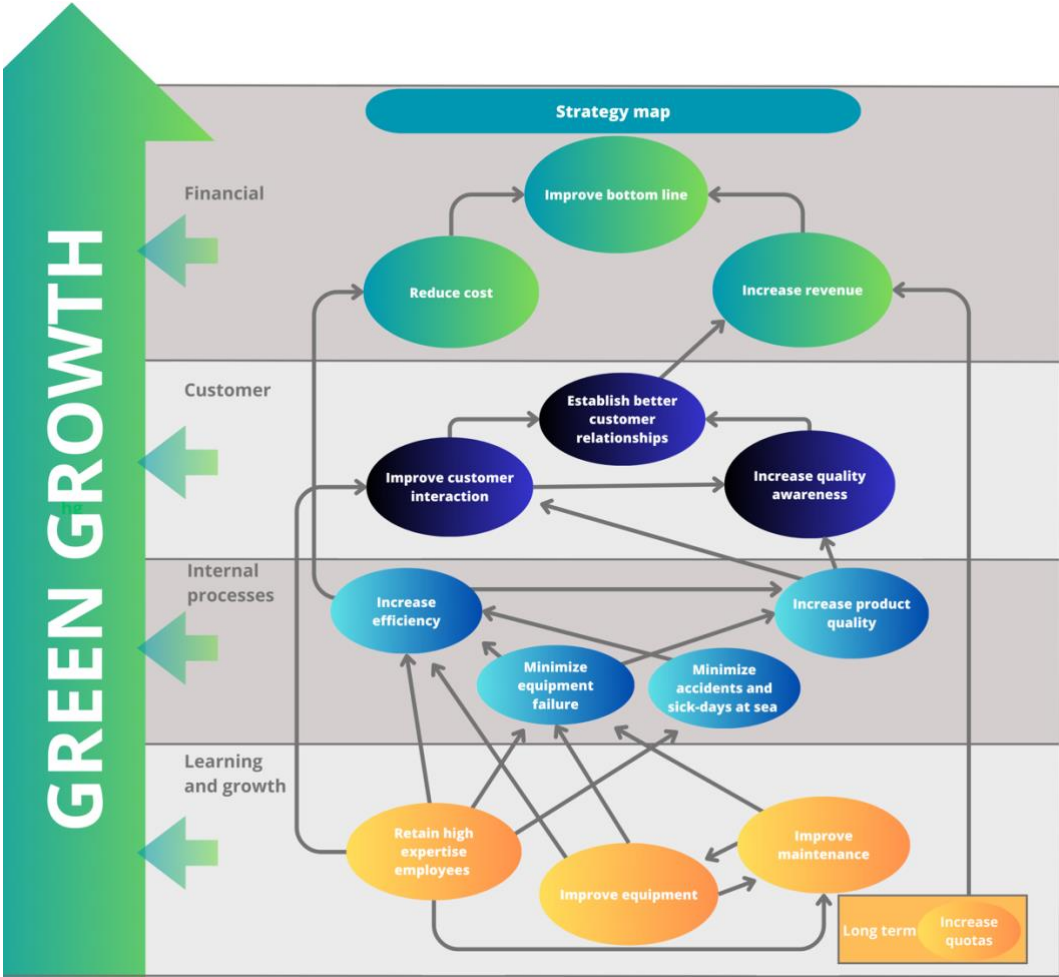 Strategy map
Financial
Improve bottom line
Reduce cost
Increase revenue
GREEN GROWTH
hg
Customer
Establish better
customer
relationships
Improve customer
interaction
Increase quality
awareness
Internal
processes
Increase
efficiency
Increase product
quality
Minimize
equipment
failure
Minimize
accidents and
sick-days at sea
Learning
and growth
Retain high
expertise
employees
Improve equipment
Improve
maintenance
Long term
Increase
quotas